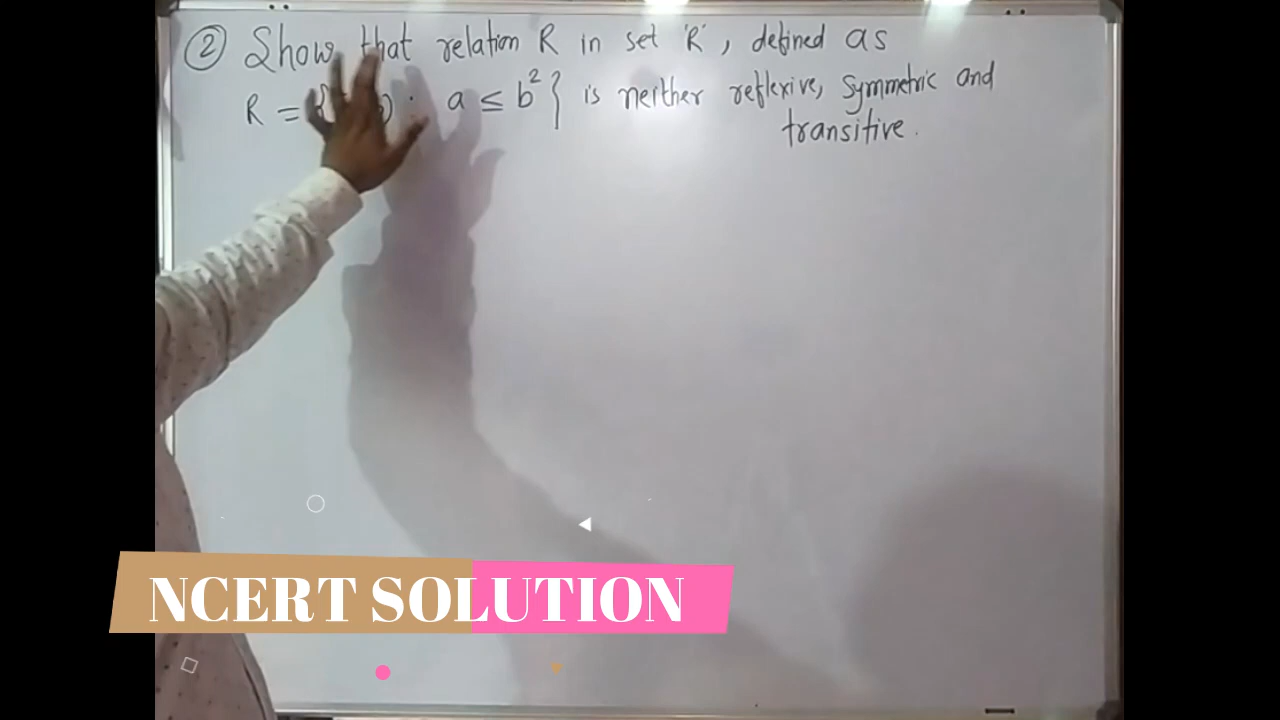 ② Show that relation R in set 'R', defined as
R = { ) : a ≤ b² } is neither reflexive, symmetric and
transitive.
NCERT SOLUTION